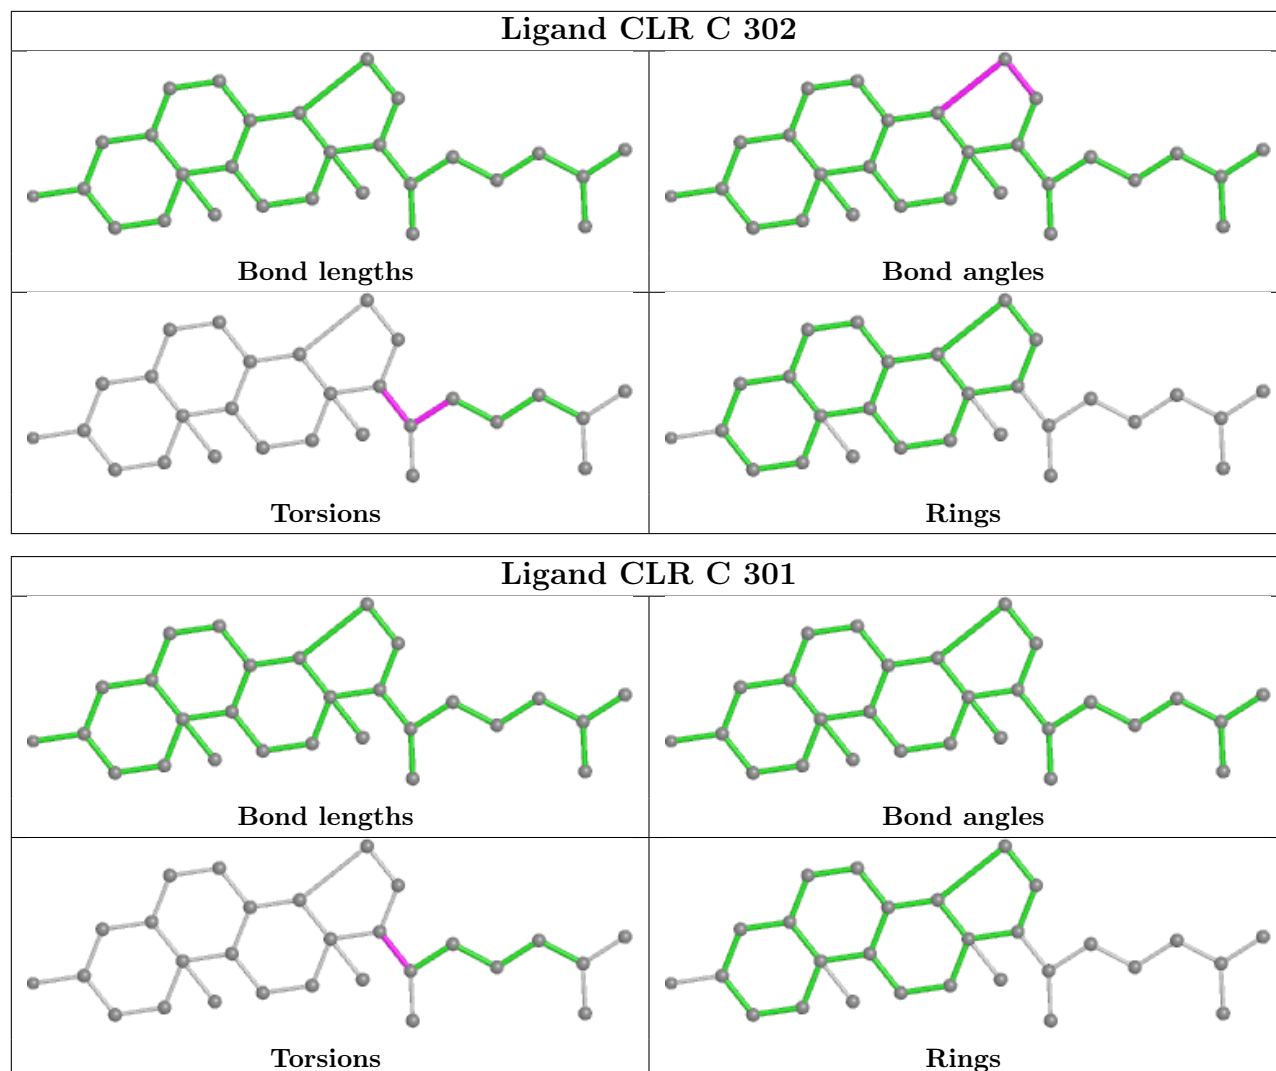 Ligand CLR C 302
Bond lengths
Bond angles
Torsions
Rings
Ligand CLR C 301
Bond lengths
Bond angles
Torsions
Rings